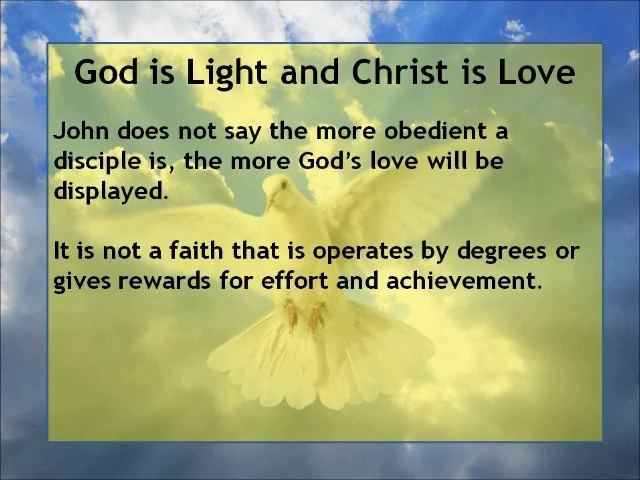 God is Light and Christ is Love
John does not say the more obedient a
disciple is, the more God's love will be
displayed.
It is not a faith that is operates by degrees or
gives rewards for effort and achievement.